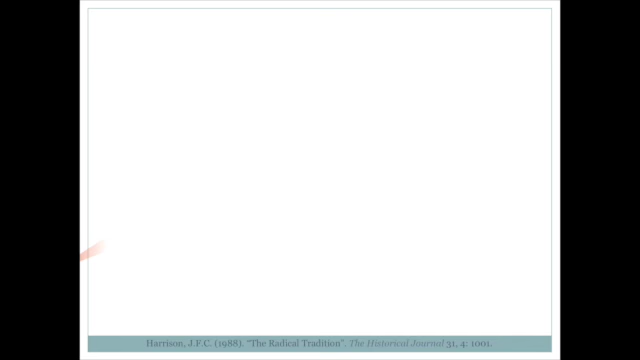 Harrison, J.F.C. (1988). “The Radical Tradition”. The Historical Journal 31, 4: 1001.